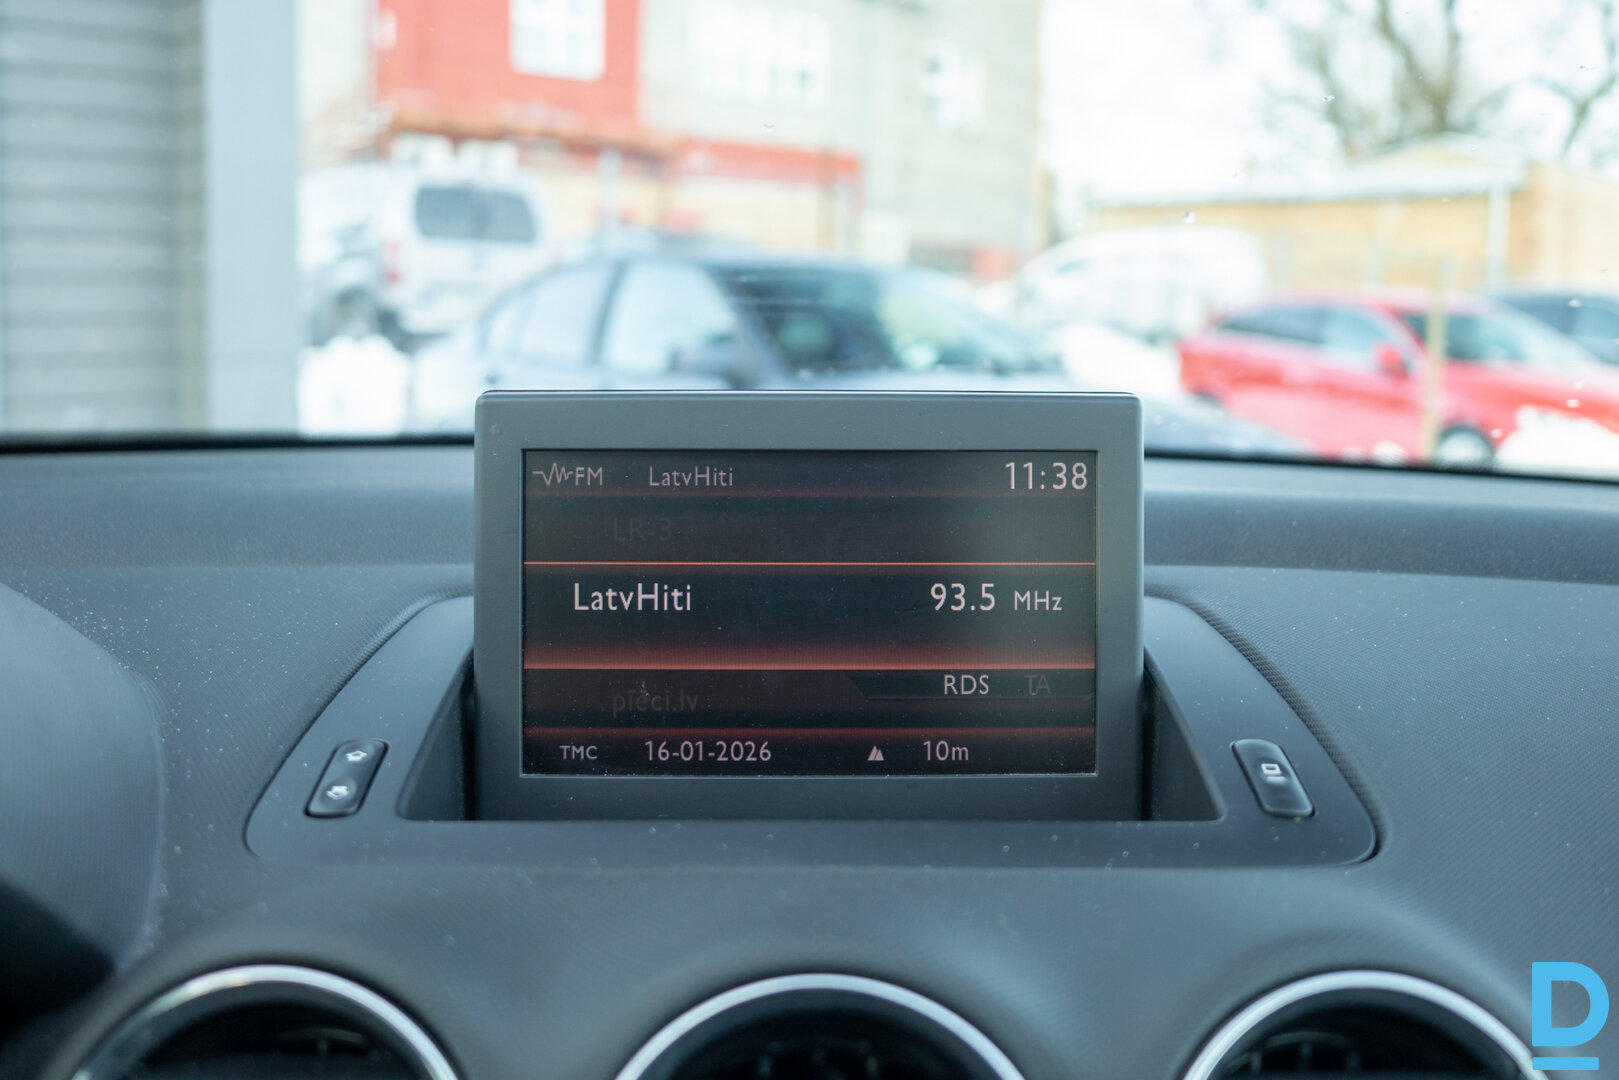 FM LatvHiti 11:38
LR-3
LatvHiti 93.5 MHz
RDS TA
pieci.lv
TMC 16-01-2026 10m
D